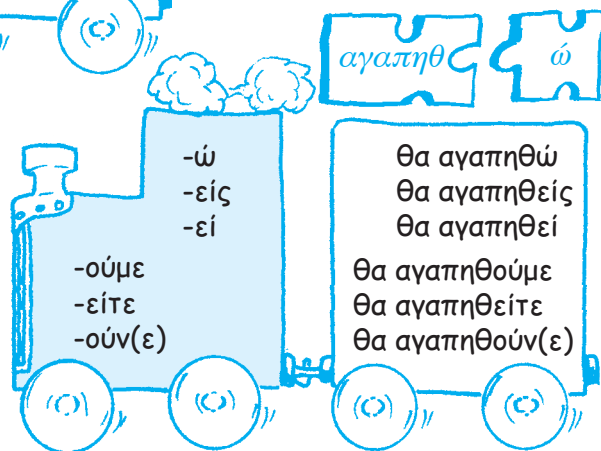 αγαπηθ ώ
-ώ
-είς
-εί
-ούμε
-είτε
-ούν(ε)
θα αγαπηθώ
θα αγαπηθείς
θα αγαπηθεί
θα αγαπηθούμε
θα αγαπηθείτε
θα αγαπηθούν(ε)